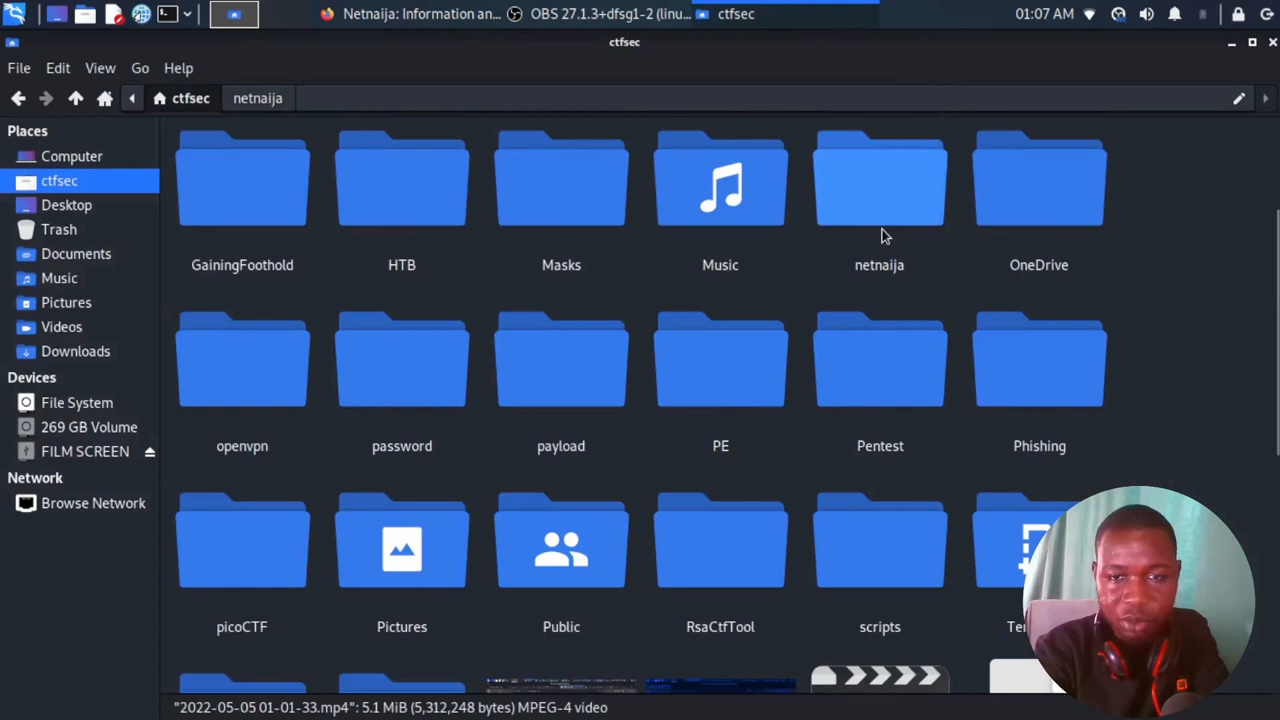 Netnaija: Information an...
OBS 27.1.3+dfsg1-2 (linu...
ctfsec
01:07 AM
ctfsec
File Edit View Go Help
ctfsec
netnaija
Places
Computer
ctfsec
Desktop
Trash
Documents
Music
Pictures
Videos
Downloads
Devices
File System
269 GB Volume
FILM SCREEN
Network
Browse Network
GainingFoothold
HTB
Masks
Music
netnaija
OneDrive
openvpn
password
payload
PE
Pentest
Phishing
picoCTF
Pictures
Public
RsaCtfTool
scripts
"2022-05-05 01-01-33.mp4": 5.1 MiB (5,312,248 bytes) MPEG-4 video